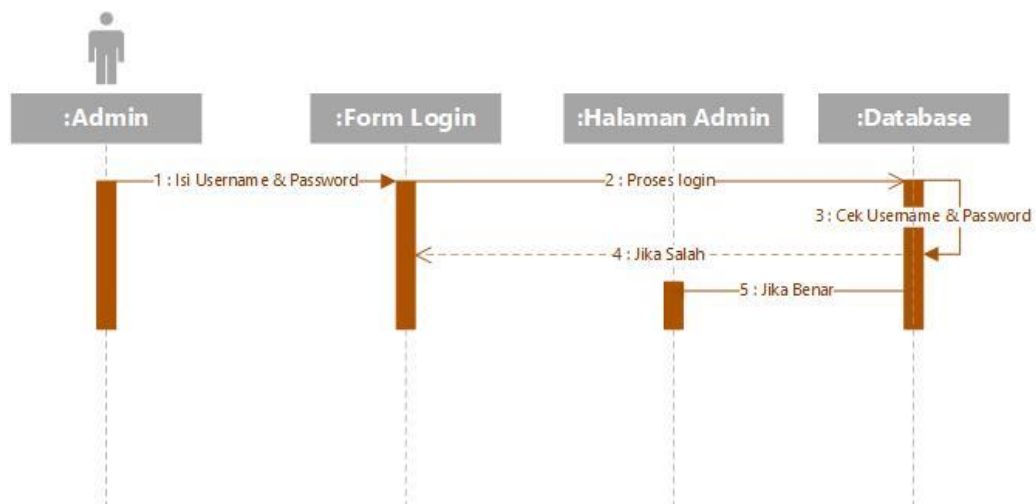 :Admin
:Form Login
:Halaman Admin
:Database
1 : Isi Username & Password
2 : Proses login
3 : Cek Username & Password
4 : Jika Salah
5 : Jika Benar